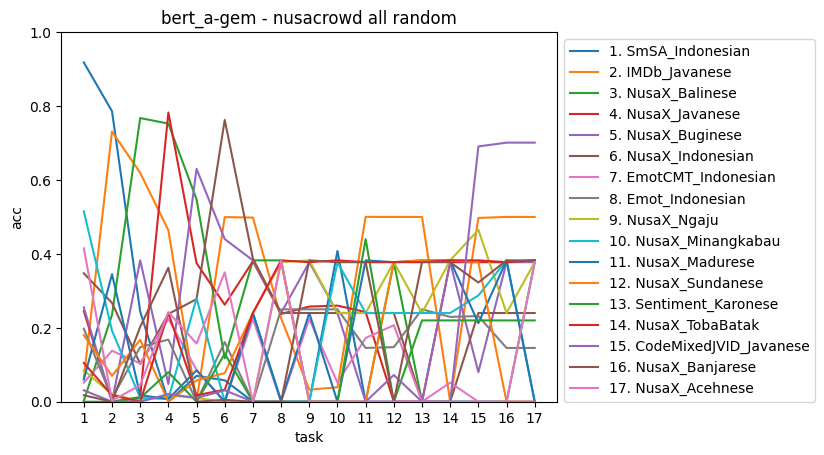 bert_a-gem - nusacrowd all random
1.0
0.8
0.6
0.4
0.2
0.0
acc
1 2 3 4 5 6 7 8 9 10 11 12 13 14 15 16 17
task
1. SmSA_Indonesian
2. IMDb_Javanese
3. NusaX_Balinese
4. NusaX_Javanese
5. NusaX_Buginese
6. NusaX_Indonesian
7. EmotCMT_Indonesian
8. Emot_Indonesian
9. NusaX_Ngaju
10. NusaX_Minangkabau
11. NusaX_Madurese
12. NusaX_Sundanese
13. Sentiment_Karonese
14. NusaX_TobaBatak
15. CodeMixedJVID_Javanese
16. NusaX_Banjarese
17. NusaX_Acehnese